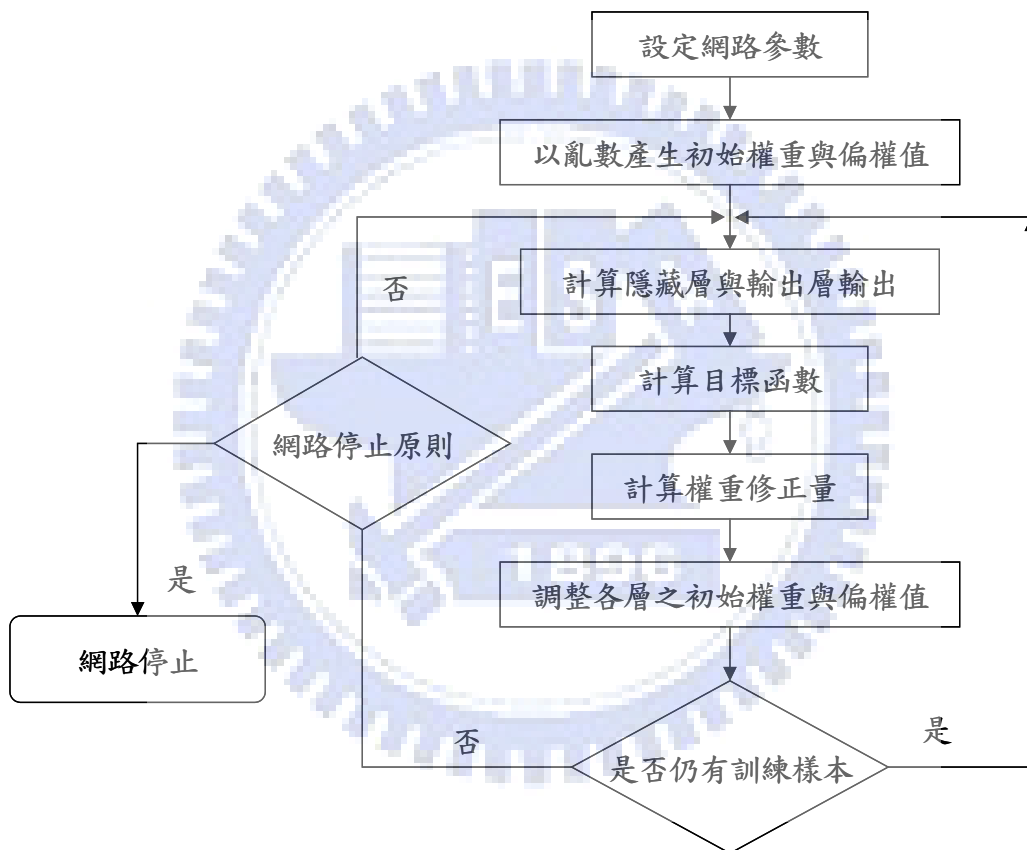 設定網路參數
以亂數產生初始權重與偏權值
計算隱藏層與輸出層輸出
否
計算目標函數
網路停止原則
計算權重修正量
1896
是
調整各層之初始權重與偏權值
網路停止
否
是
是否仍有訓練樣本